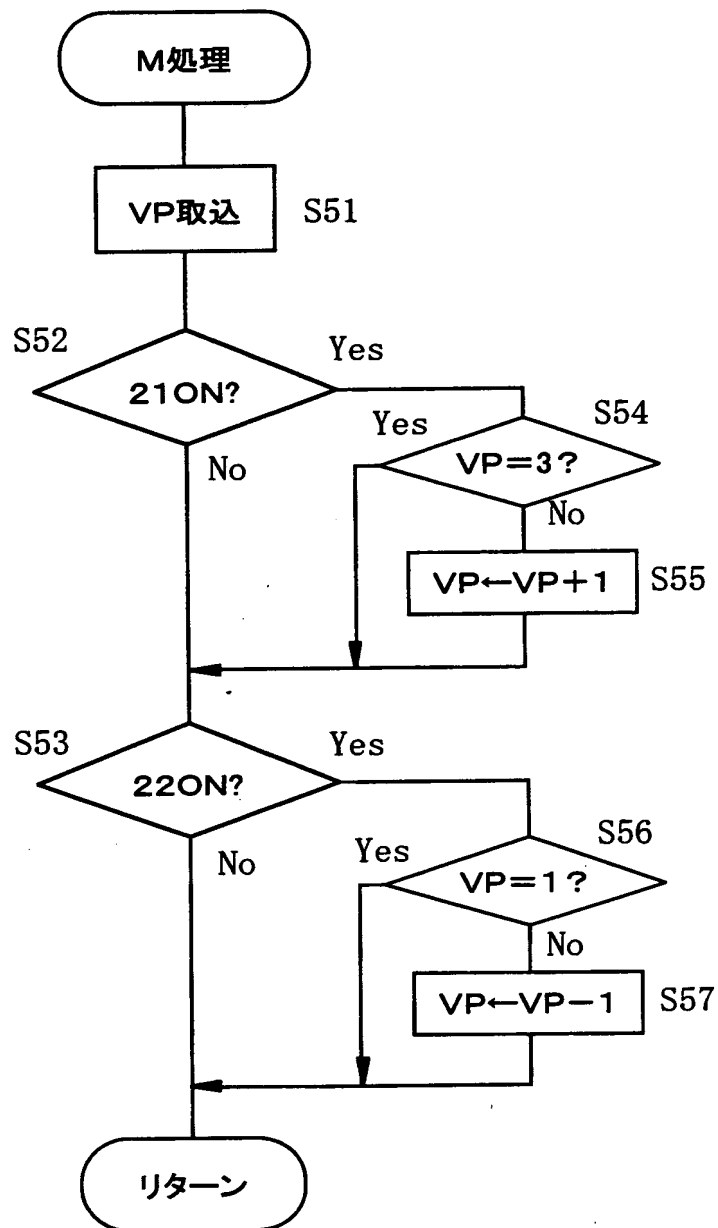 M処理
VP取込
S51
S52
21ON?
Yes
No
S54
VP=3?
Yes
No
VP←VP+1
S55
S53
22ON?
Yes
No
S56
VP=1?
Yes
No
VP←VP−1
S57
リターン